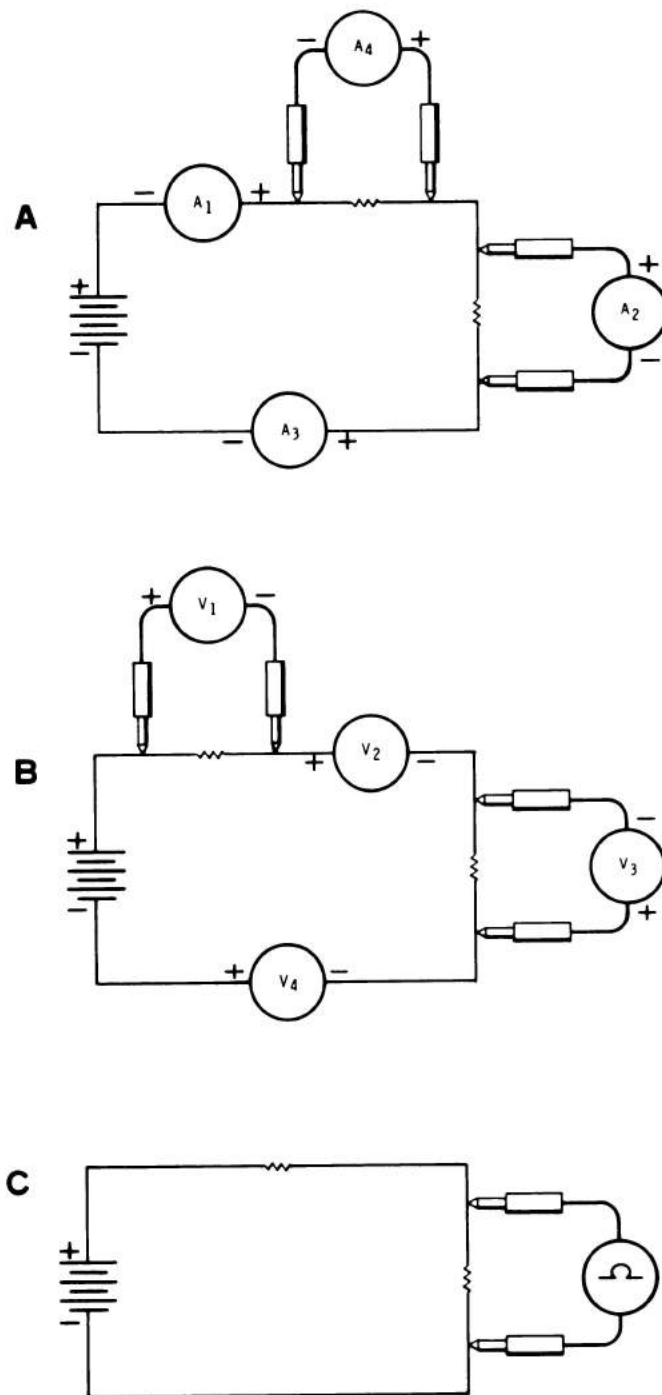 A
- A4 +
- A1 +
+
-
+
A2
-
- A3 +
B
+ V1 -
+ V2 -
+
-
-
V3
+
+ V4 -
C
+
-
Ω